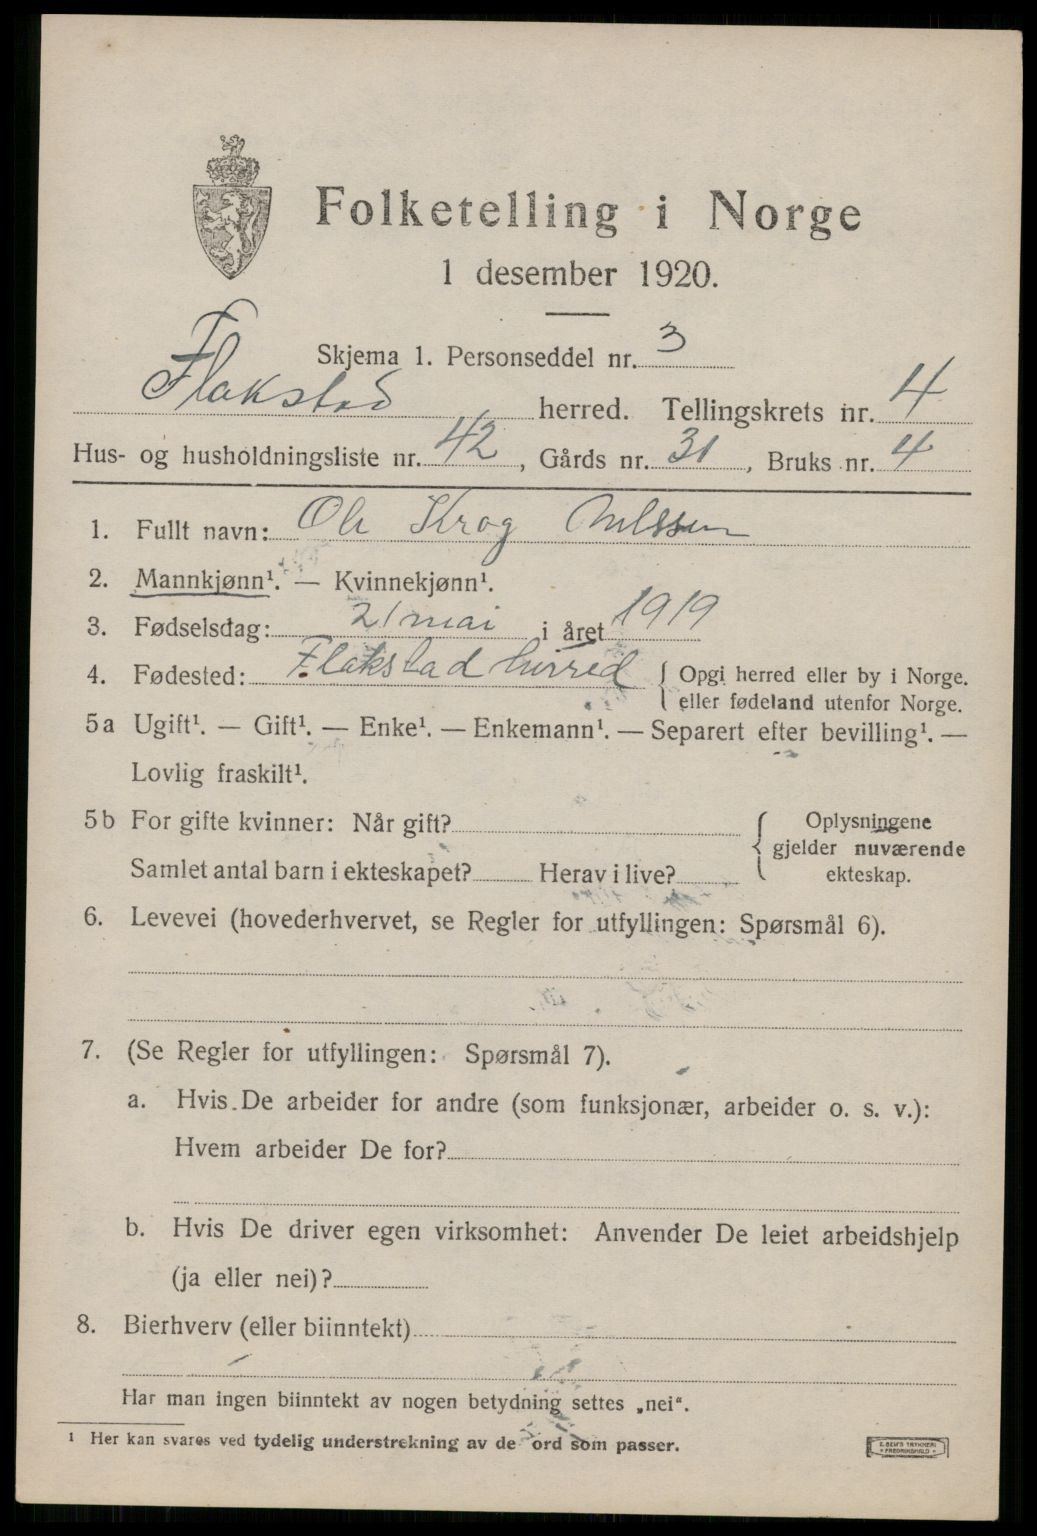 Folketelling i Norge
1 desember 1920.
Skjema 1. Personseddel nr. 3
Flakstad herred. Tellingskrets nr. 4
Hus- og husholdningsliste nr. 42, Gårds nr. 31, Bruks nr. 4
1. Fullt navn: Ole Krog Nilssen
2. Mannkjønn¹. — Kvinnekjønn¹.
3. Fødselsdag: 21 mai i året 1919
4. Fødested: Flakstad herred { Opgi herred eller by i Norge.
eller fødeland utenfor Norge.
5a Ugift¹. — Gift¹. — Enke¹. — Enkemann¹. — Separert efter bevilling¹. —
Lovlig fraskilt¹.
5b For gifte kvinner: Når gift? { Oplysningene
gjelder nuværende
Samlet antal barn i ekteskapet? Herav i live? ekteskap.
6. Levevei (hovederhvervet, se Regler for utfyllingen: Spørsmål 6).
7. (Se Regler for utfyllingen: Spørsmål 7).
a. Hvis De arbeider for andre (som funksjonær, arbeider o. s. v.):
Hvem arbeider De for?
b. Hvis De driver egen virksomhet: Anvender De leiet arbeidshjelp
(ja eller nei)?
8. Bierhverv (eller biinntekt)
Har man ingen biinntekt av nogen betydning settes „nei“.
¹ Her kan svares ved tydelig understrekning av de ord som passer.
E. SEM'S TRYKKERI
FREDRIKSHALD